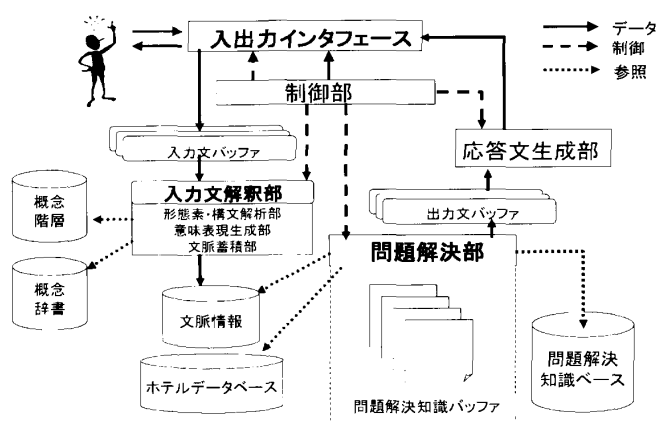 入出力インタフェース
データ
制御
参照
制御部
入力文バッファ
応答文生成部
入力文解釈部
形態素・構文解析部
意味表現生成部
文脈蓄積部
概念
階層
出力文バッファ
問題解決部
概念
辞書
文脈情報
ホテルデータベース
問題解決
知識ベース
問題解決知識バッファ